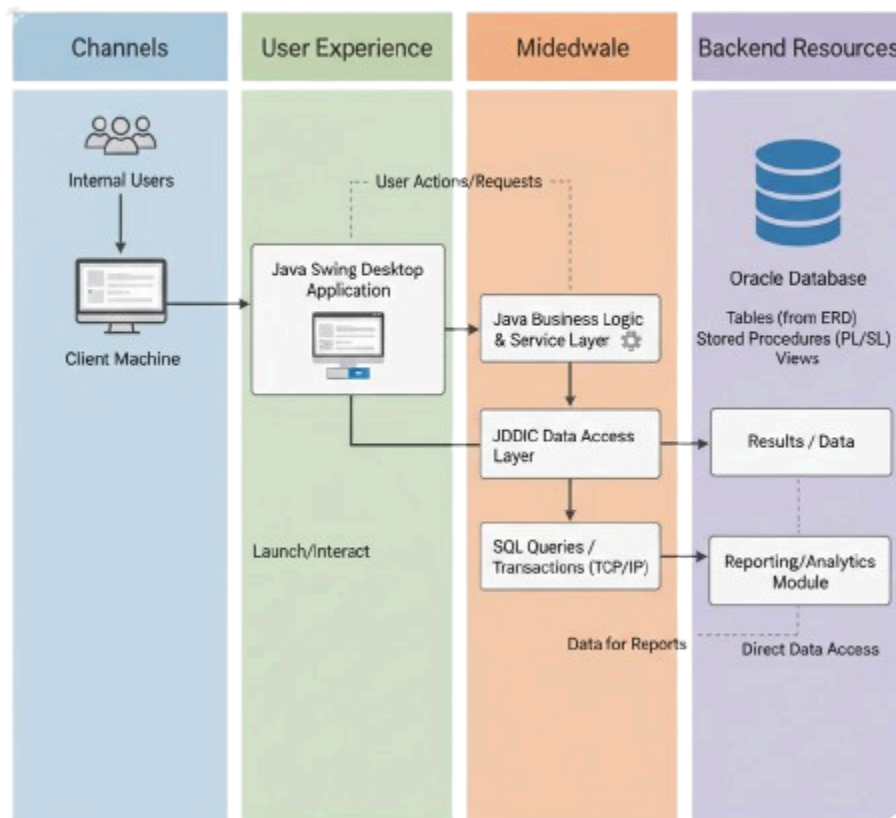 Channels
User Experience
Midedwale
Backend Resources
Internal Users
Client Machine
User Actions/Requests
Java Swing Desktop
Application
Launch/Interact
Java Business Logic
& Service Layer
JDDIC Data Access
Layer
SQL Queries /
Transactions (TCP/IP)
Oracle Database
Tables (from ERD)
Stored Procedures (PL/SL)
Views
Results / Data
Reporting/Analytics
Module
Data for Reports
Direct Data Access